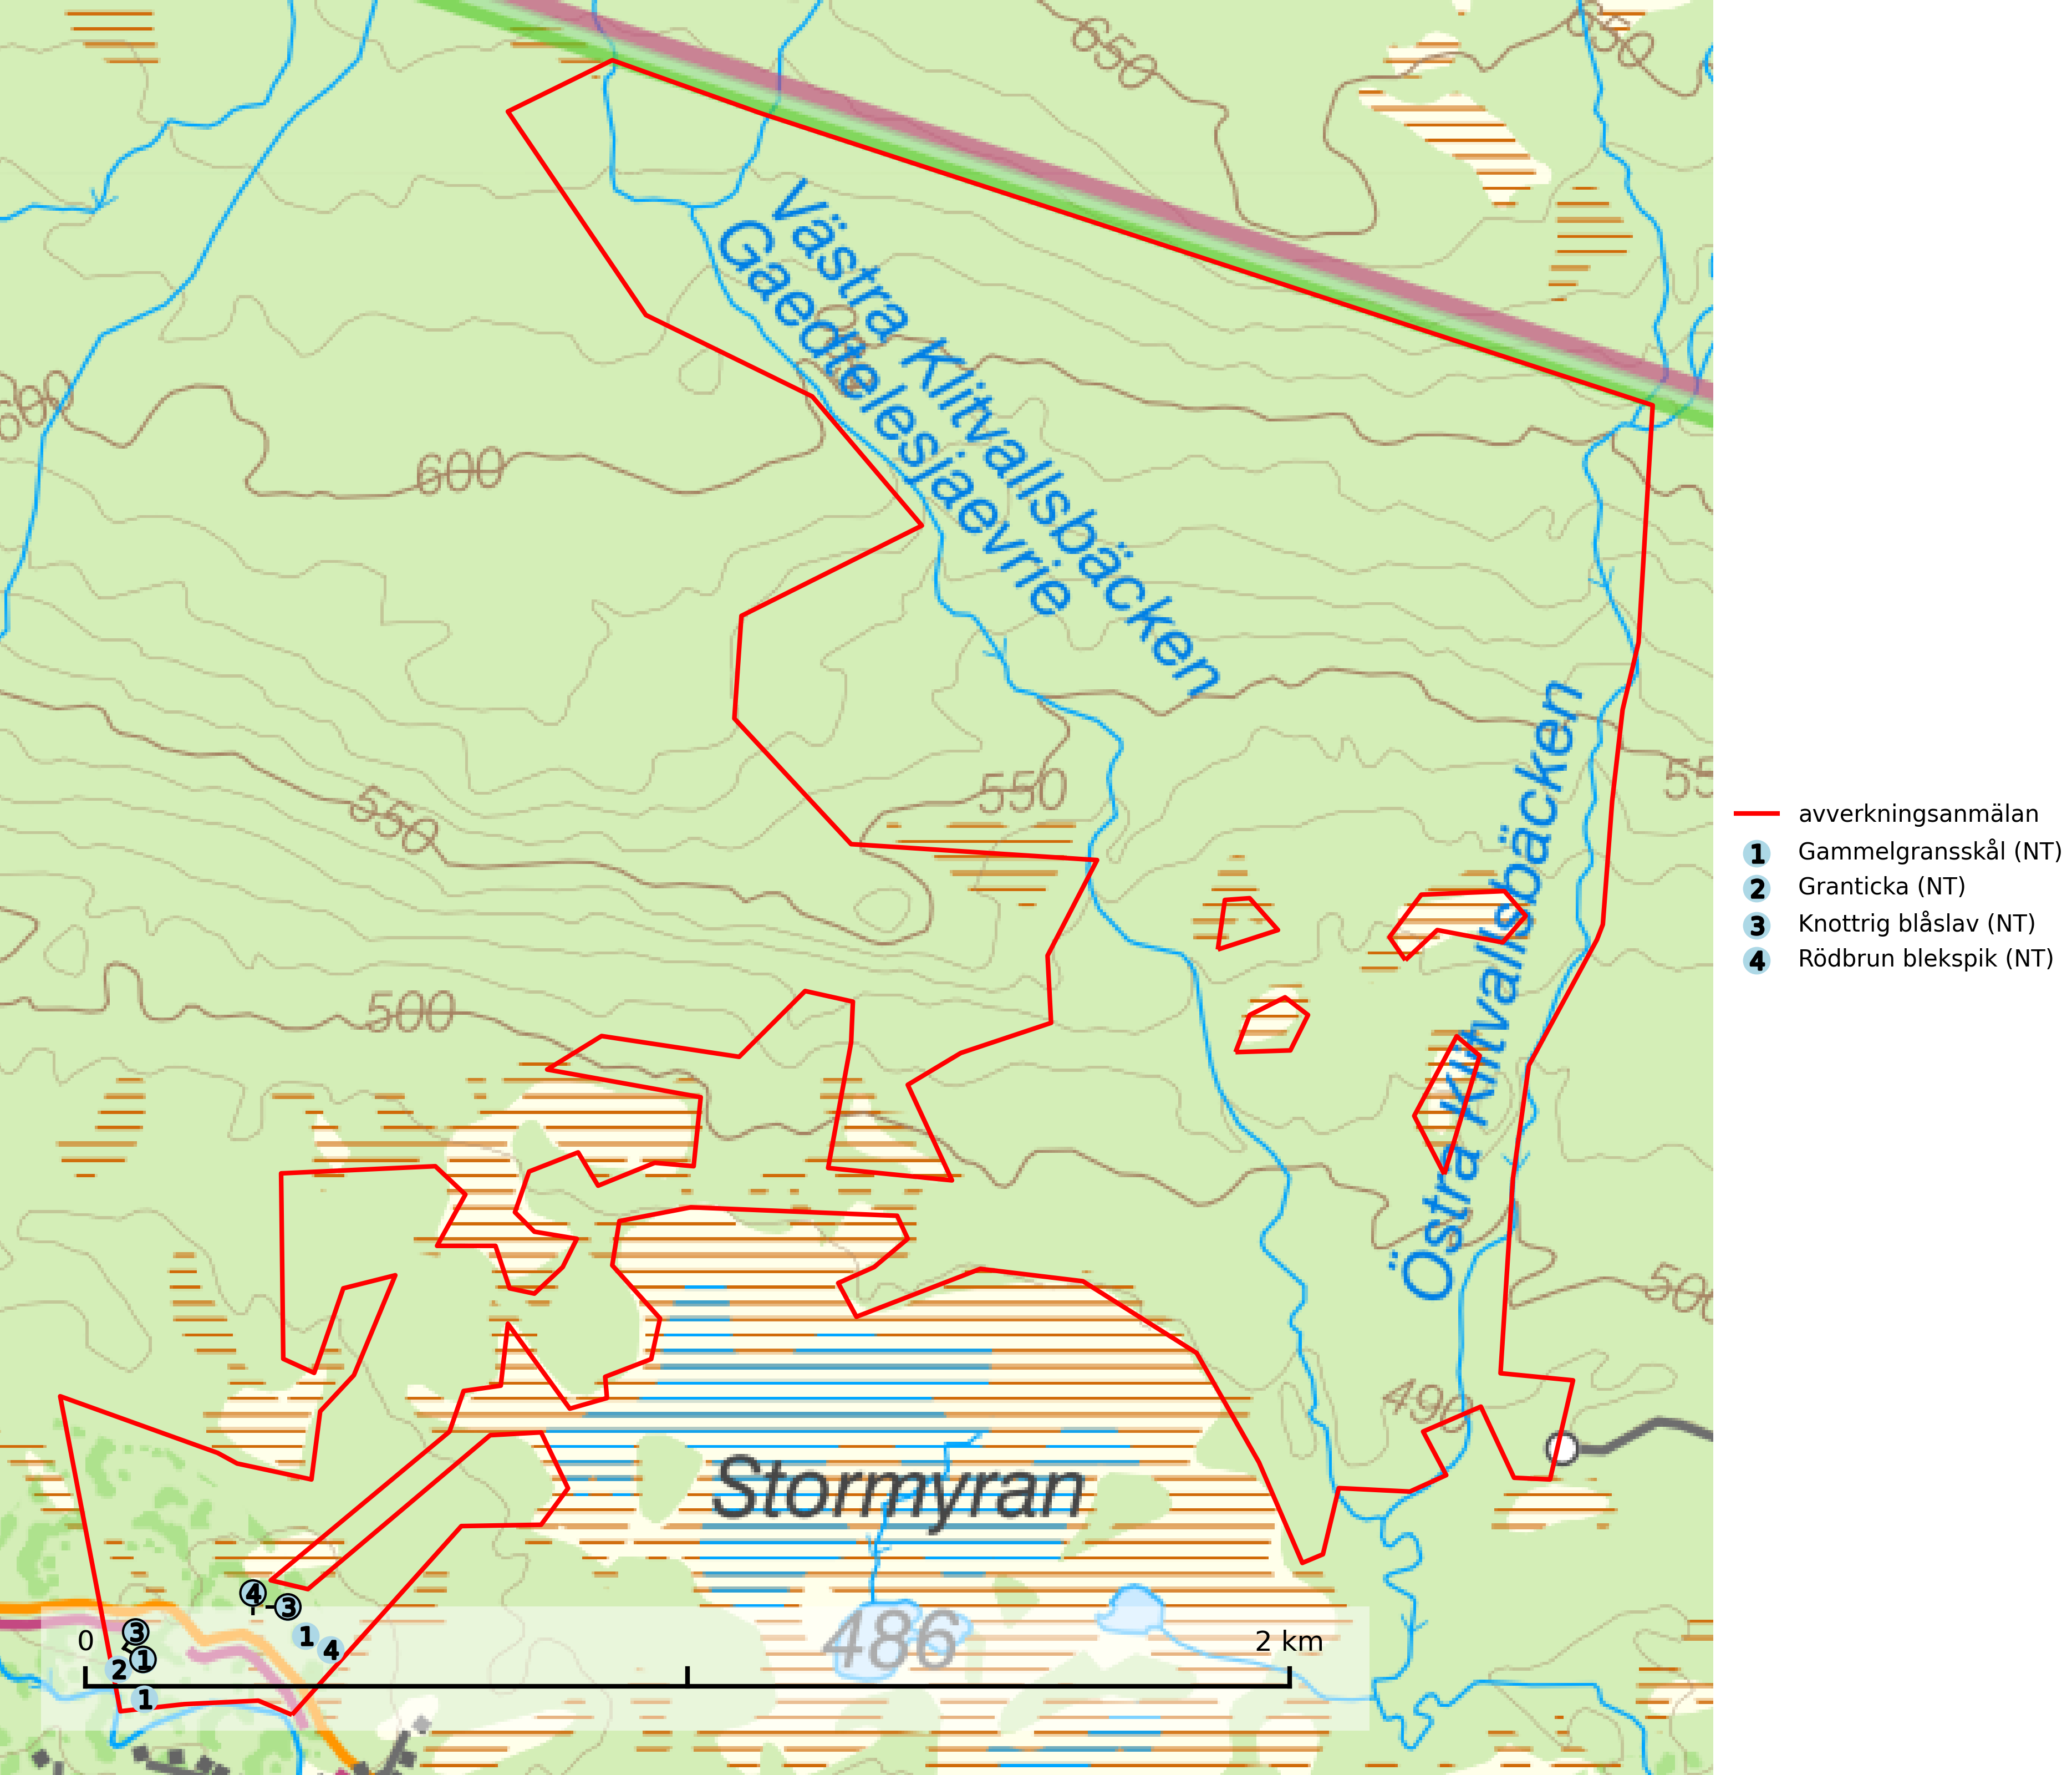 650
650
Västra Klitvallsbäcken
Gaedtelesjaevrie
600
600
550
550
55
Östra Klitvallsbäcken
500
500
490
Stormyran
486
0
2 km
4
3
3
1
1
4
2
1
avverkningsanmälan
1 Gammelgransskål (NT)
2 Granticka (NT)
3 Knottrig blåslav (NT)
4 Rödbrun blekspik (NT)